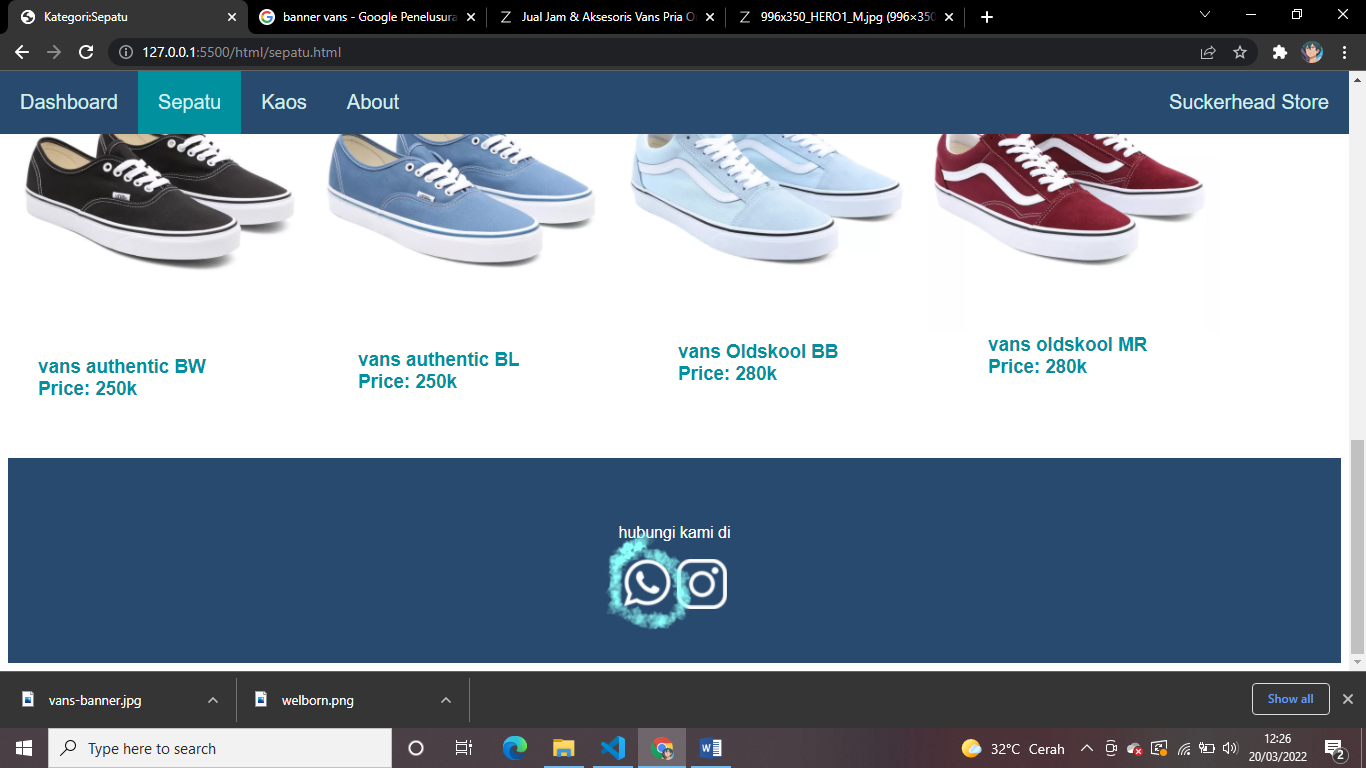 Kategori:Sepatu
banner vans - Google Penelusura
Jual Jam & Aksesoris Vans Pria O
996x350_HERO1_M.jpg (996×350
127.0.0.1:5500/html/sepatu.html
Dashboard
Sepatu
Kaos
About
Suckerhead Store
vans authentic BW
Price: 250k
vans authentic BL
Price: 250k
vans Oldskool BB
Price: 280k
vans oldskool MR
Price: 280k
hubungi kami di
vans-banner.jpg
welborn.png
Show all
Type here to search
32°C Cerah
12:26
20/03/2022
2